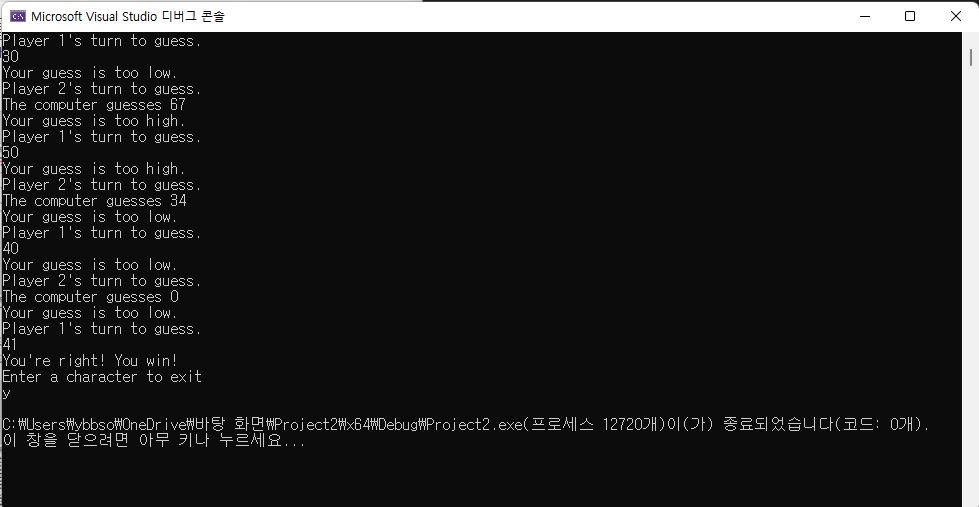 Microsoft Visual Studio 디버그 콘솔
Player 1's turn to guess.
30
Your guess is too low.
Player 2's turn to guess.
The computer guesses 67
Your guess is too high.
Player 1's turn to guess.
50
Your guess is too high.
Player 2's turn to guess.
The computer guesses 34
Your guess is too low.
Player 1's turn to guess.
40
Your guess is too low.
Player 2's turn to guess.
The computer guesses 0
Your guess is too low.
Player 1's turn to guess.
41
You're right! You win!
Enter a character to exit
y
C:₩Users₩ybbso₩OneDrive₩바탕 화면₩Project2₩x64₩Debug₩Project2.exe(프로세스 12720개)이(가) 종료되었습니다(코드: 0개).
이 창을 닫으려면 아무 키나 누르세요...